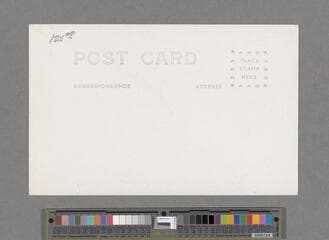 POST CARD
PLACE
STAMP
HERE
CORRESPONDENCE
ADDRESS